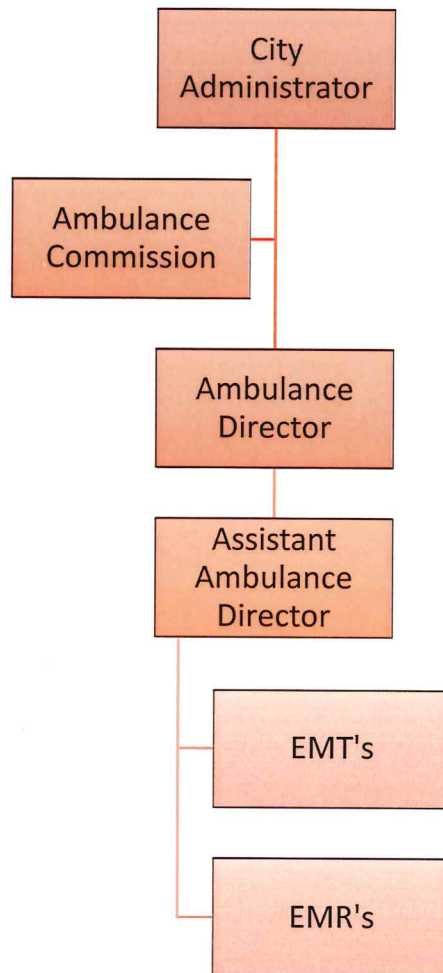 City
Administrator
Ambulance
Commission
Ambulance
Director
Assistant
Ambulance
Director
EMT's
EMR's